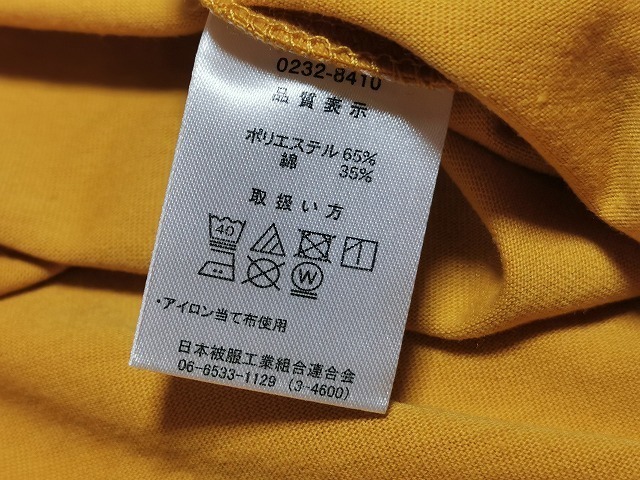 0232-8410
品質表示
ポリエステル 65%
綿 35%
取扱い方
40
W
・アイロン当て布使用
日本被服工業組合連合会
06-6533-1129 (3-4600)